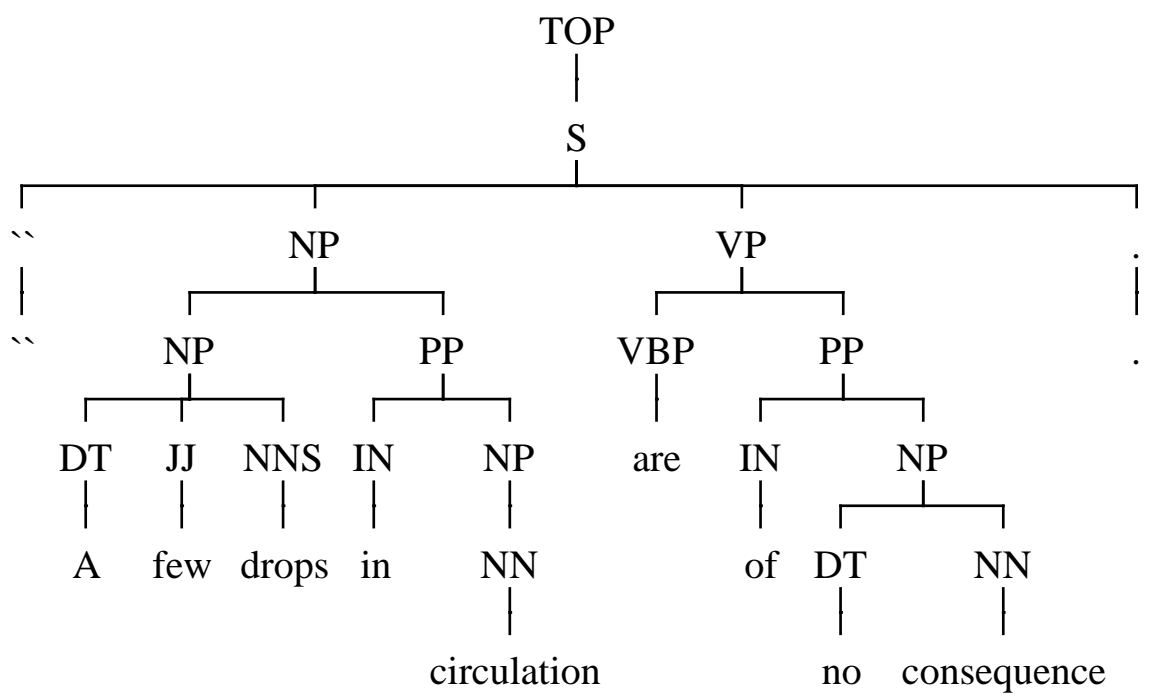 TOP
S
`` NP VP .
`` NP PP VBP PP .
DT JJ NNS IN NP are IN NP
A few drops in NN of DT NN
circulation no consequence